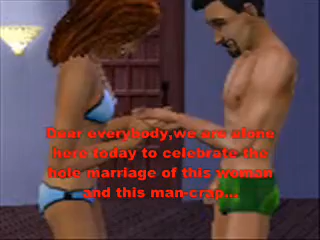 Dear everybody,we are alone
here today to celebrate the
hole marriage of this woman
and this man-crap...